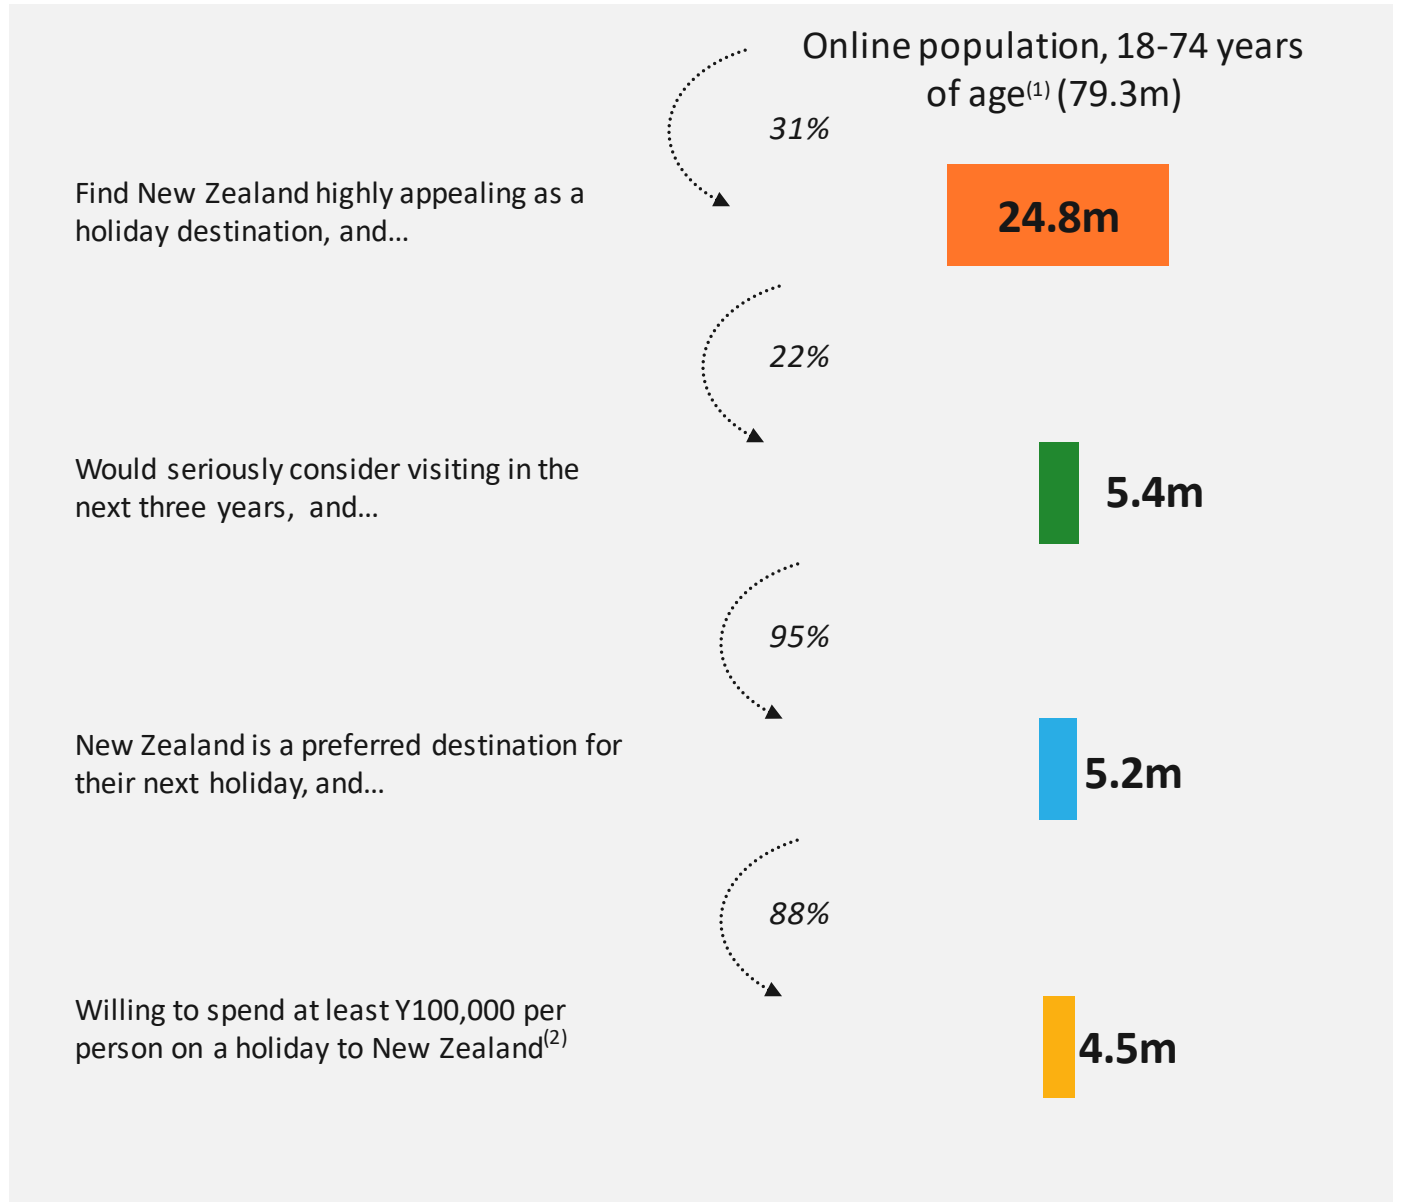 Online population, 18-74 years
of age(1) (79.3m)
31%
Find New Zealand highly appealing as a
holiday destination, and...
24.8m
22%
Would seriously consider visiting in the
next three years, and...
5.4m
95%
New Zealand is a preferred destination for
their next holiday, and...
5.2m
88%
Willing to spend at least Y100,000 per
person on a holiday to New Zealand(2)
4.5m